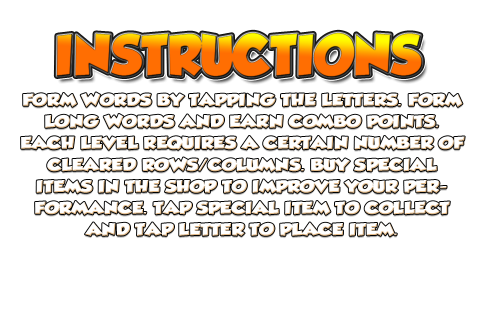 INSTRUCTIONS
FORM WORDS BY TAPPING THE LETTERS. FORM
LONG WORDS AND EARN COMBO POINTS.
EACH LEVEL REQUIRES A CERTAIN NUMBER OF
CLEARED ROWS/COLUMNS. BUY SPECIAL
ITEMS IN THE SHOP TO IMPROVE YOUR PER-
FORMANCE. TAP SPECIAL ITEM TO COLLECT
AND TAP LETTER TO PLACE ITEM.